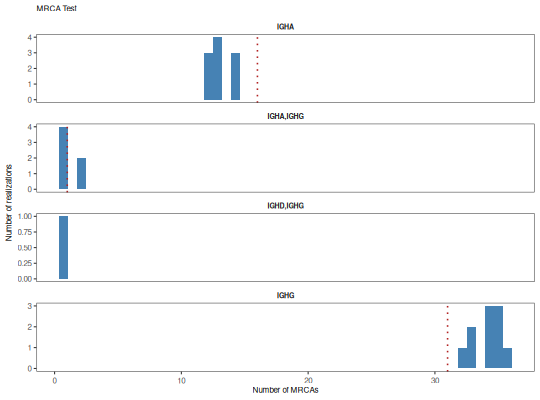 MRCA Test
IGHA
4
3
2
1
0
IGHA,IGHG
4
3
2
1
0
IGHD,IGHG
1.00
0.75
0.50
0.25
0.00
IGHG
3
2
1
0
0 10 20 30
Number of MRCAs
Number of realizations